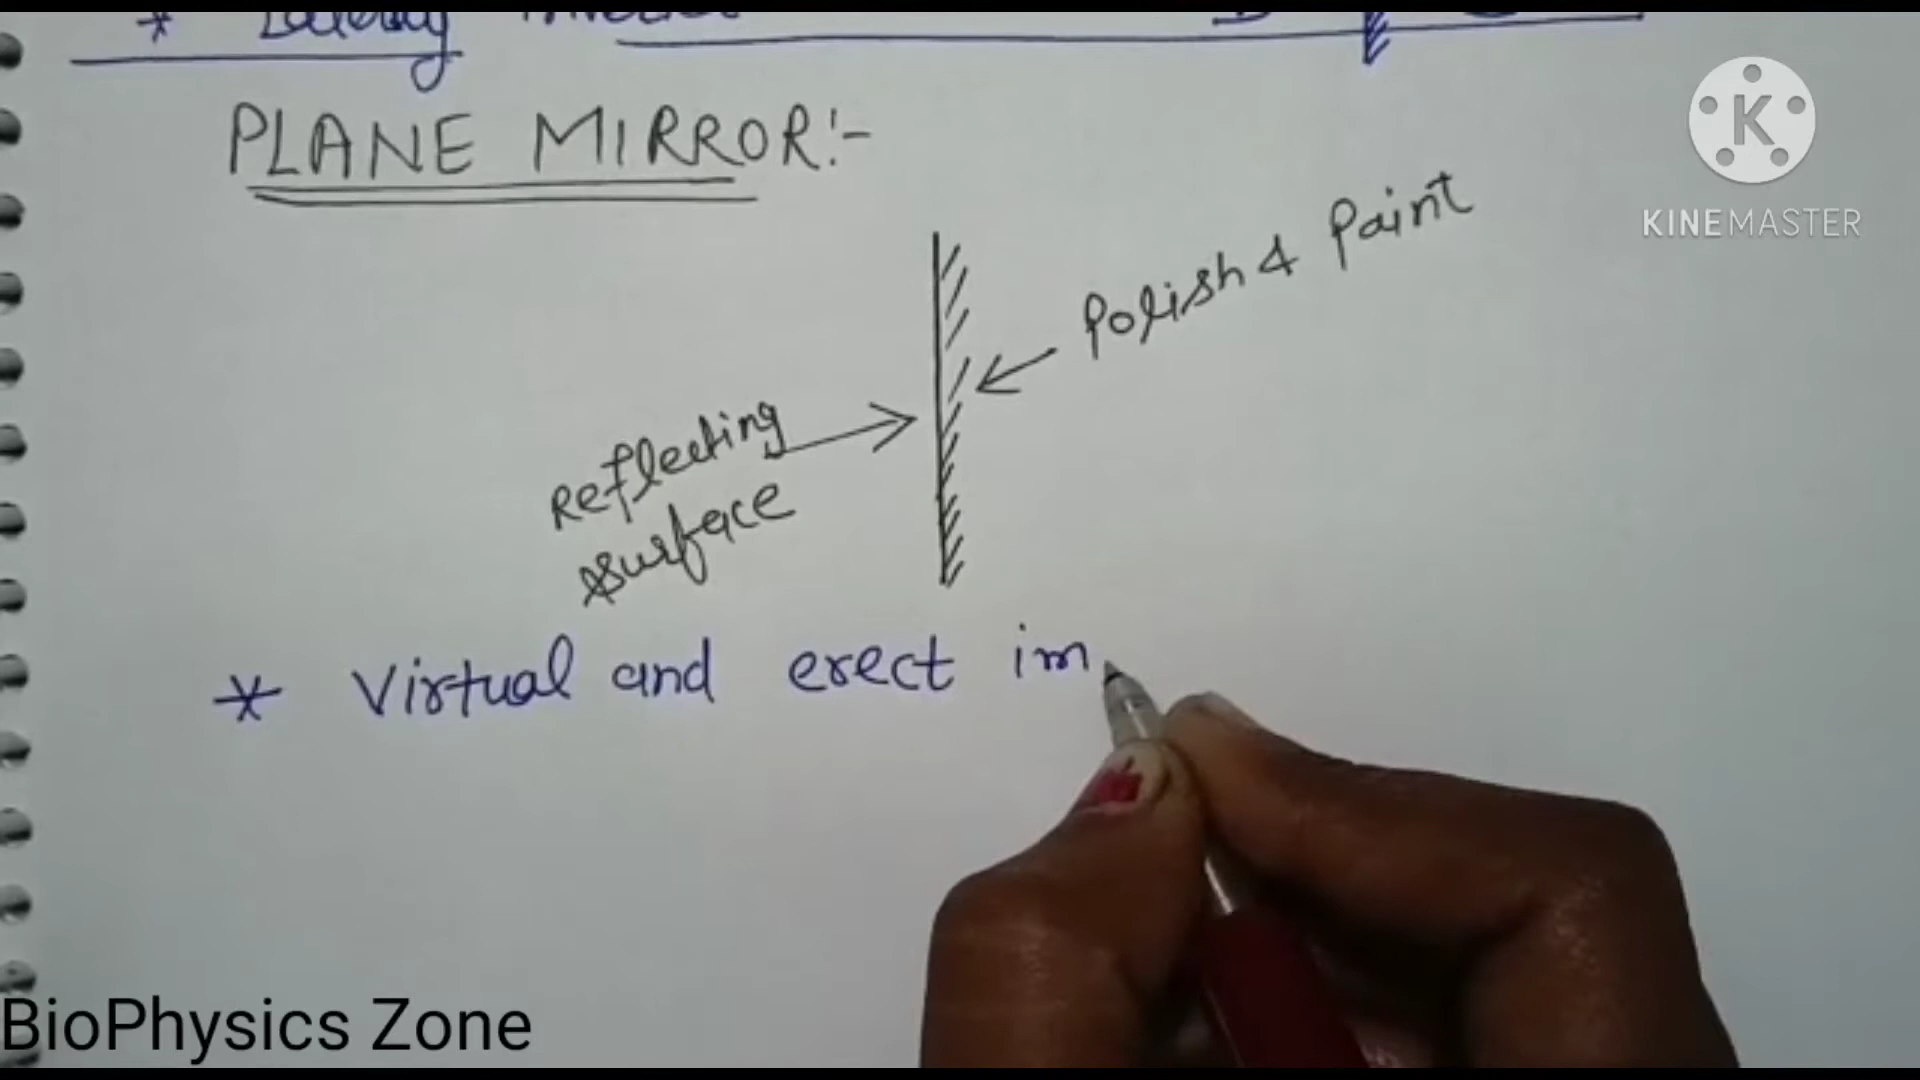 PLANE MIRROR:-
Polish & Paint
Reflecting
surface
* Virtual and erect im
KINEMASTER
BioPhysics Zone